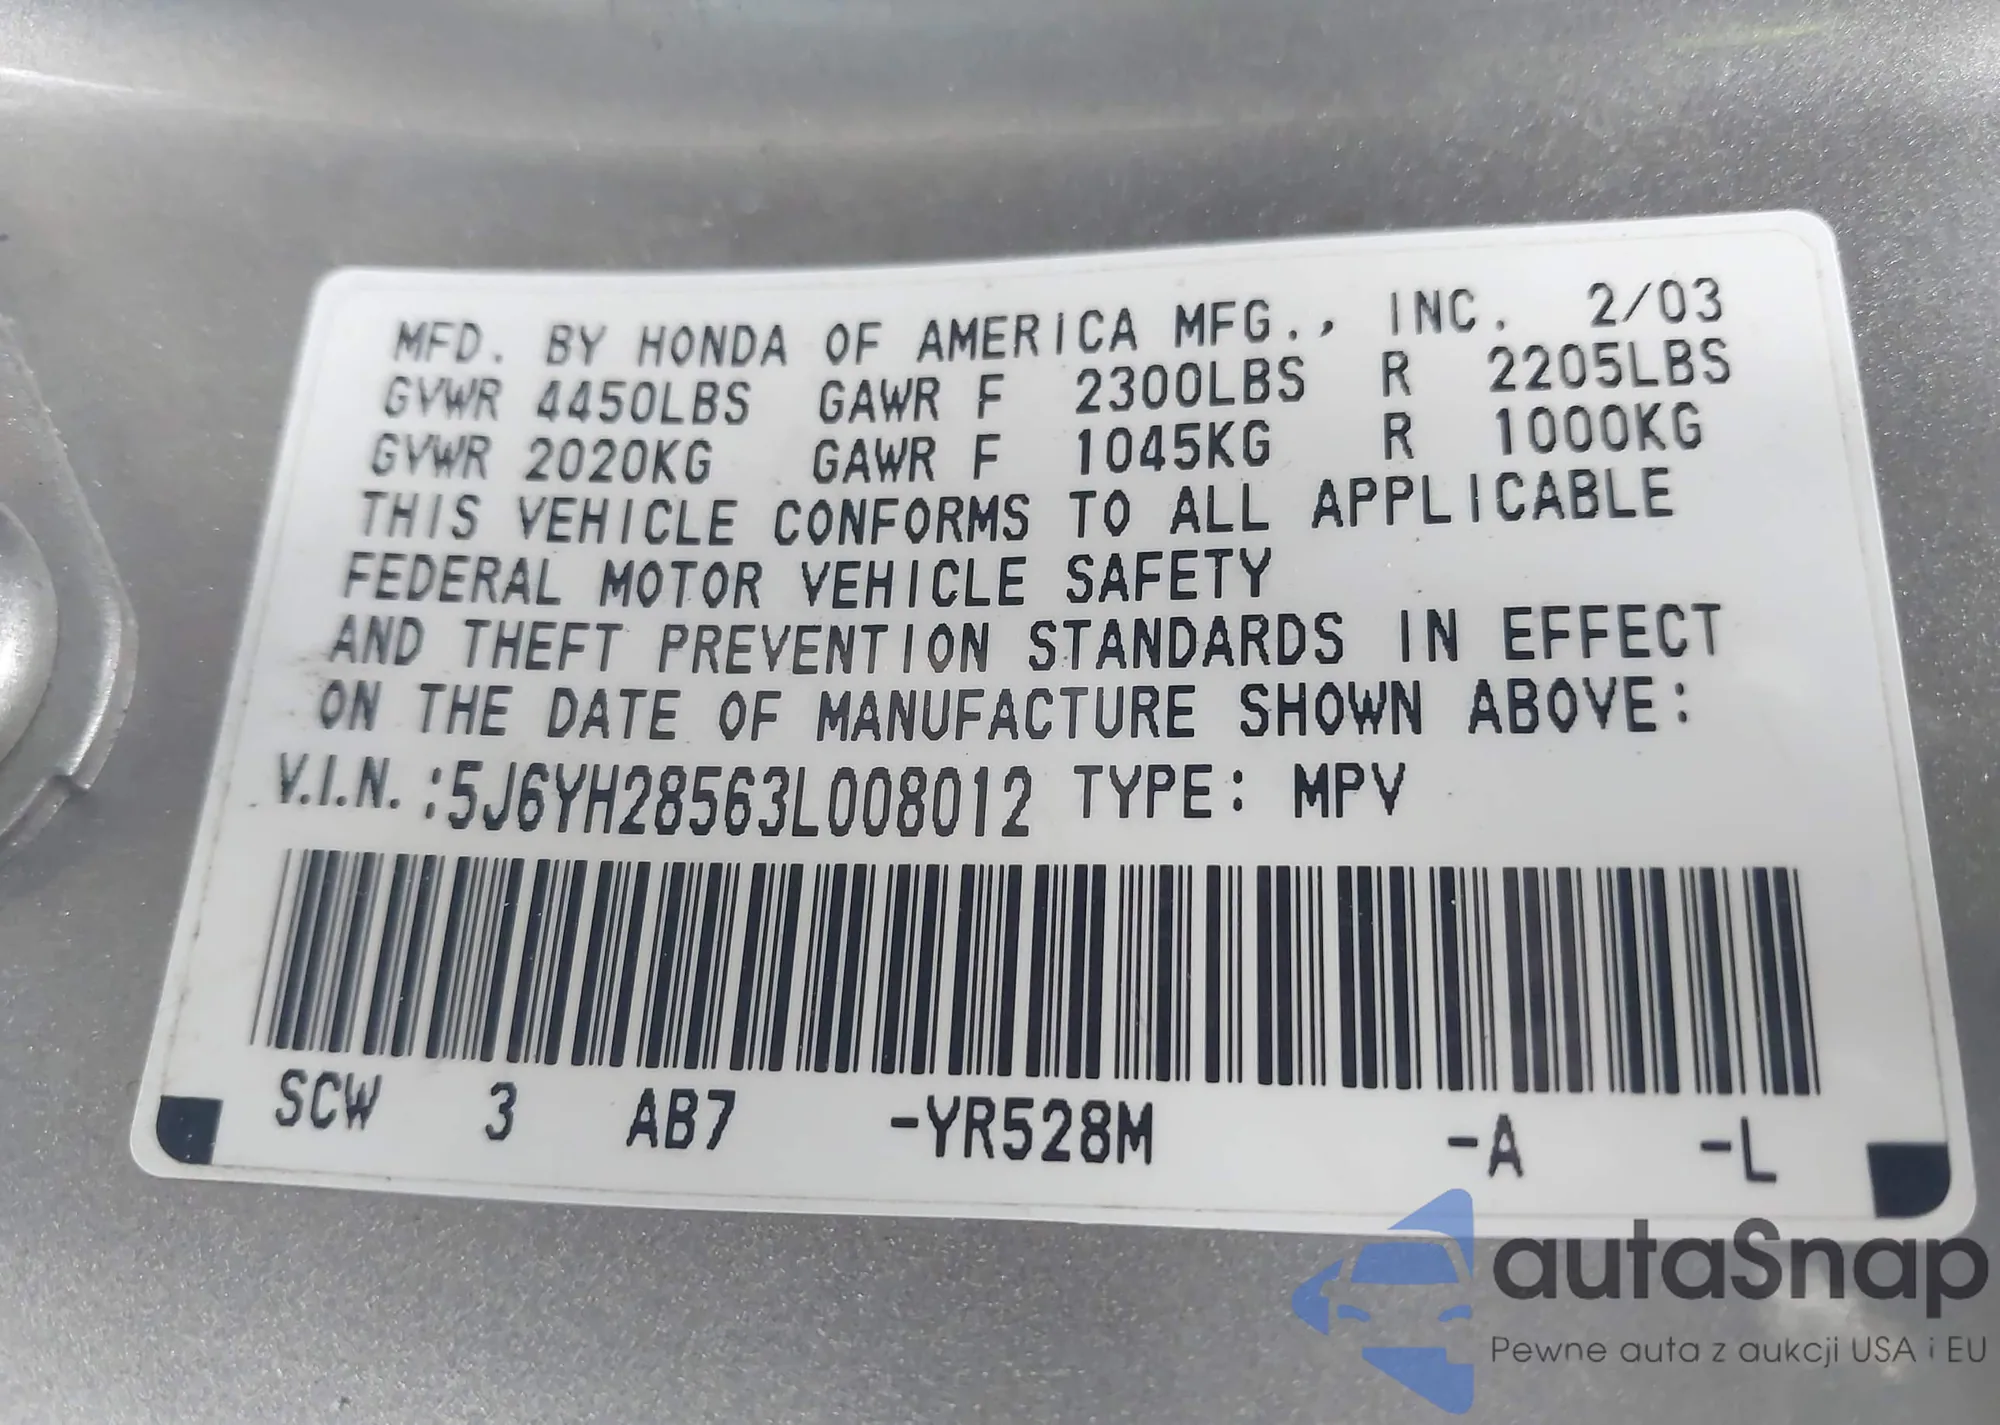 MFD. BY HONDA OF AMERICA MFG., INC. 2/03
GVWR 4450LBS GAWR F 2300LBS R 2205LBS
GVWR 2020KG GAWR F 1045KG R 1000KG
THIS VEHICLE CONFORMS TO ALL APPLICABLE
FEDERAL MOTOR VEHICLE SAFETY
AND THEFT PREVENTION STANDARDS IN EFFECT
ON THE DATE OF MANUFACTURE SHOWN ABOVE:
V.I.N. :5J6YH28563L008012 TYPE: MPV
SCW 3 AB7 -YR528M -A -L
autaSnap
Pewne auta z aukcji USA i EU